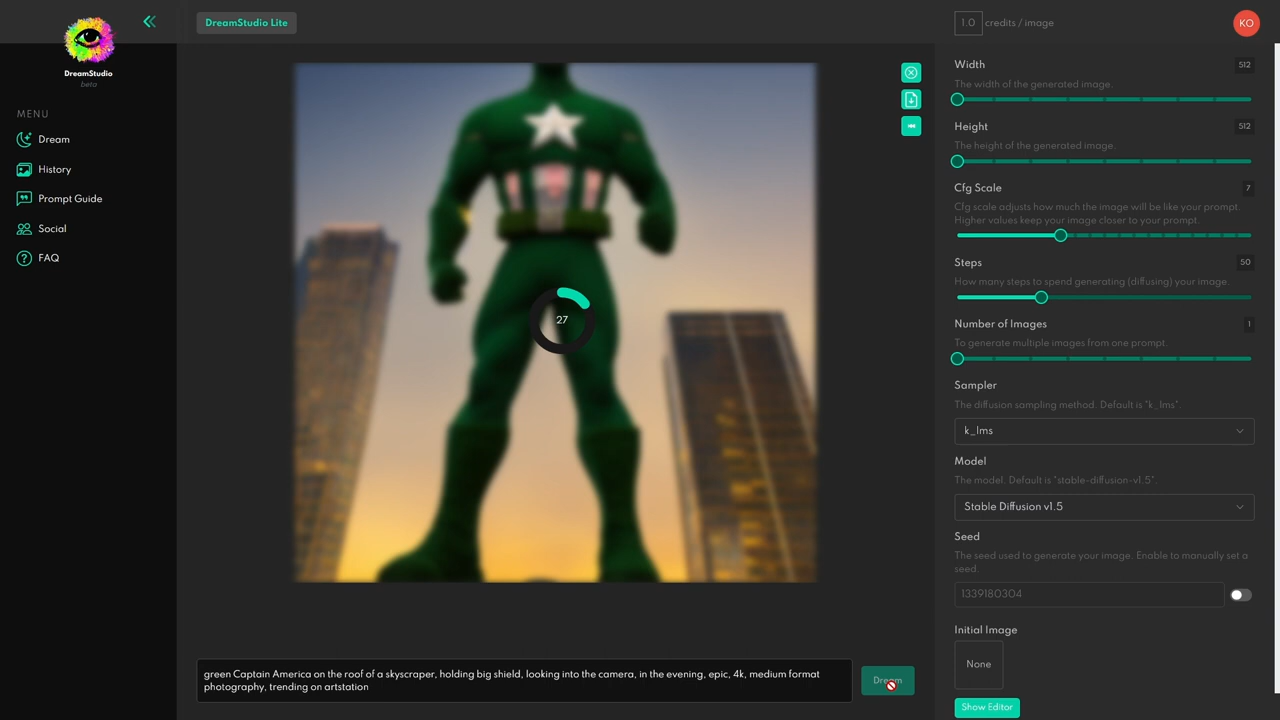 DreamStudio
beta
MENU
Dream
History
Prompt Guide
Social
FAQ
DreamStudio Lite
27
green Captain America on the roof of a skyscraper, holding big shield, looking into the camera, in the evening, epic, 4k, medium format
photography, trending on artstation
Dream
1.0 credits / image
KO
Width 512
The width of the generated image.
Height 512
The height of the generated image.
Cfg Scale 7
Cfg scale adjusts how much the image will be like your prompt.
Higher values keep your image closer to your prompt.
Steps 50
How many steps to spend generating (diffusing) your image.
Number of Images 1
To generate multiple images from one prompt.
Sampler
The diffusion sampling method. Default is "k_lms".
k_lms
Model
The model. Default is "stable-diffusion-v1.5".
Stable Diffusion v1.5
Seed
The seed used to generate your image. Enable to manually set a
seed.
1339180304
Initial Image
None
Show Editor